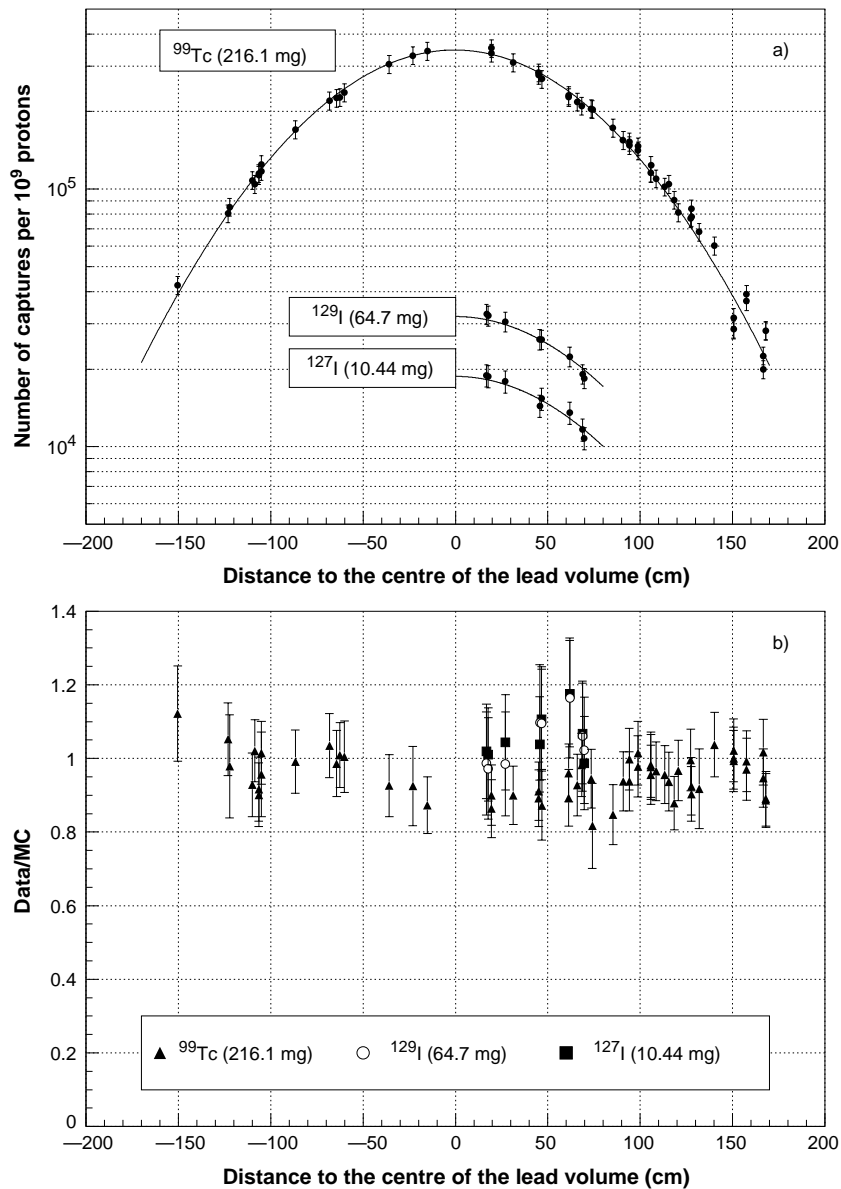 a)
⁹⁹Tc (216.1 mg)
Number of captures per 10⁹ protons
10⁵
¹²⁹I (64.7 mg)
¹²⁷I (10.44 mg)
10⁴
—200 —150 —100 —50 0 50 100 150 200
Distance to the centre of the lead volume (cm)
b)
Data/MC
1.4
1.2
1
0.8
0.6
0.4
0.2
0
⁹⁹Tc (216.1 mg) ¹²⁹I (64.7 mg) ¹²⁷I (10.44 mg)
—200 —150 —100 —50 0 50 100 150 200
Distance to the centre of the lead volume (cm)